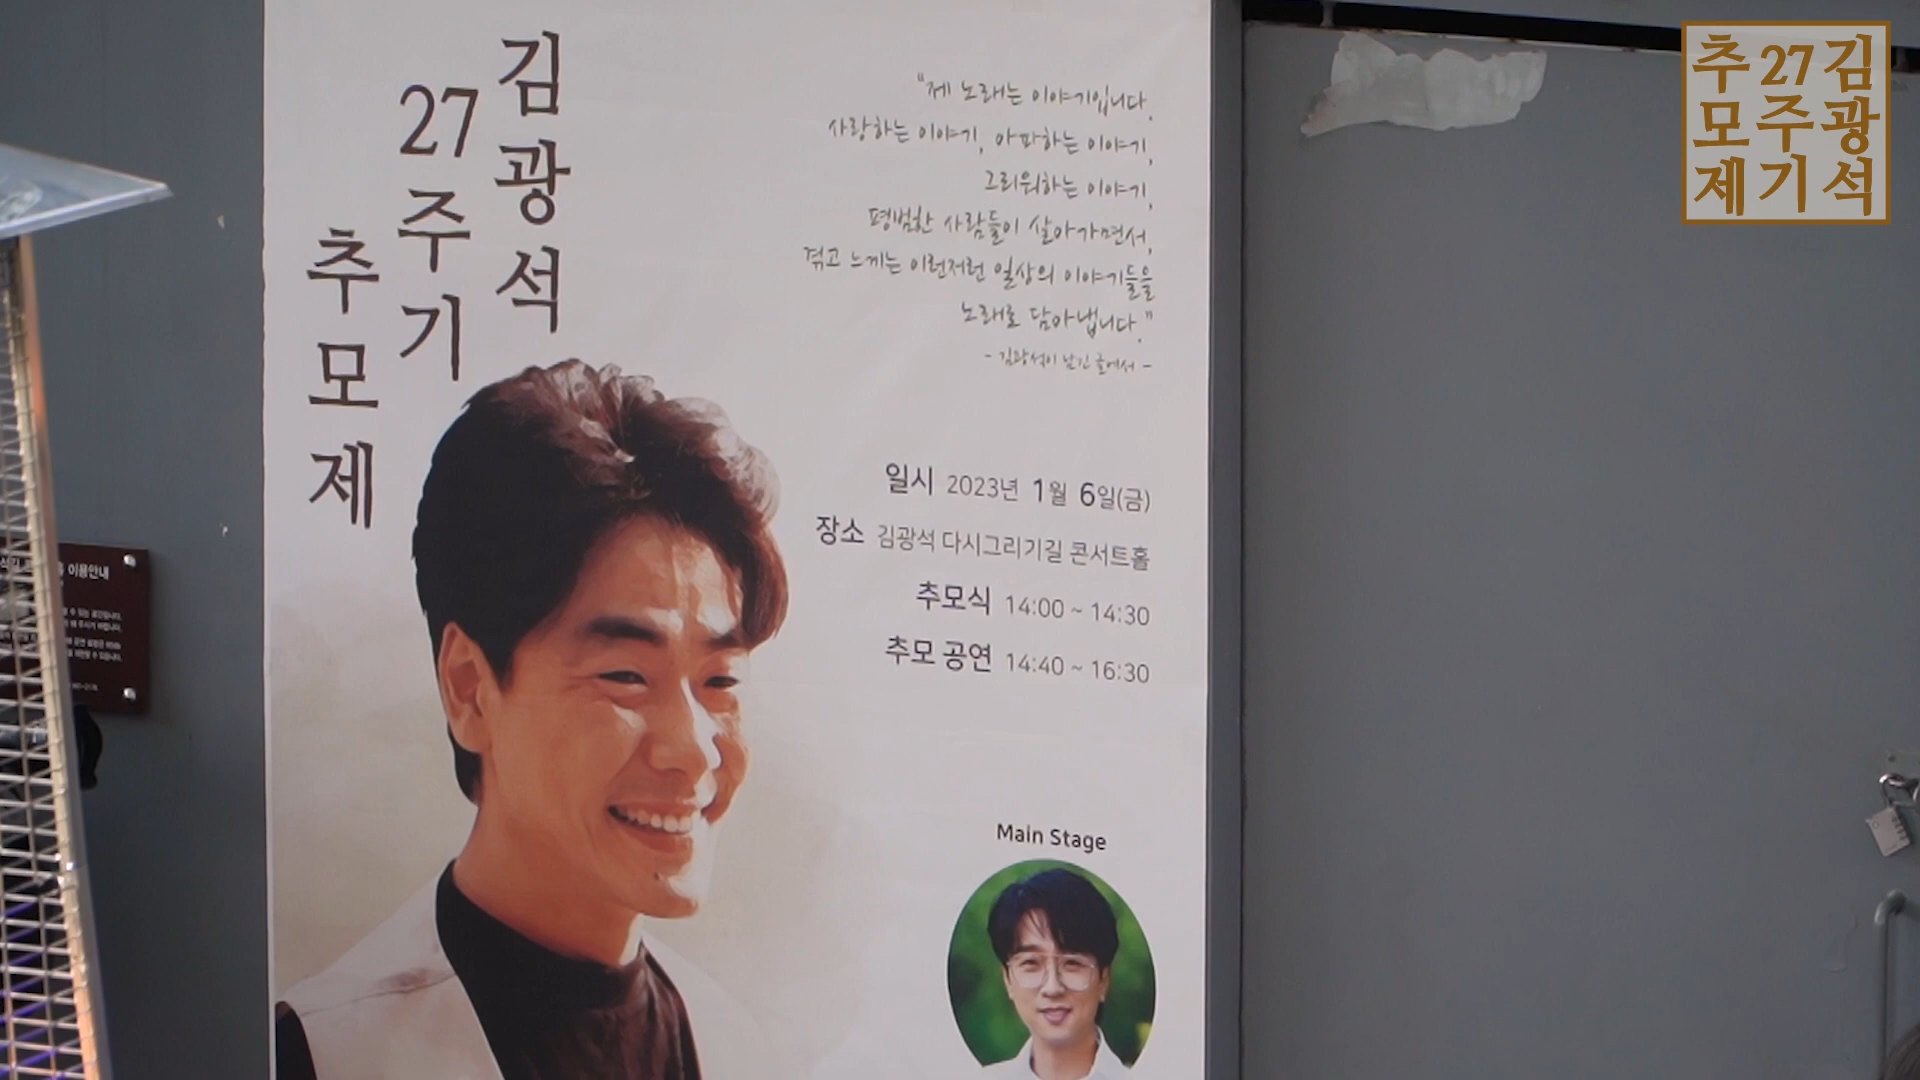 김광석
27주기
추모제
"제 노래는 이야기입니다.
사랑하는 이야기, 아파하는 이야기,
그리워하는 이야기,
평범한 사람들이 살아가면서,
겪고 느끼는 이런저런 일상의 이야기들을
노래로 담아냅니다."
- 김광석이 남긴 글에서 -
일시 2023년 1월 6일(금)
장소 김광석 다시그리기길 콘서트홀
추모식 14:00 ~ 14:30
추모 공연 14:40 ~ 16:30
Main Stage
이용안내
김광석
27주기
추모제